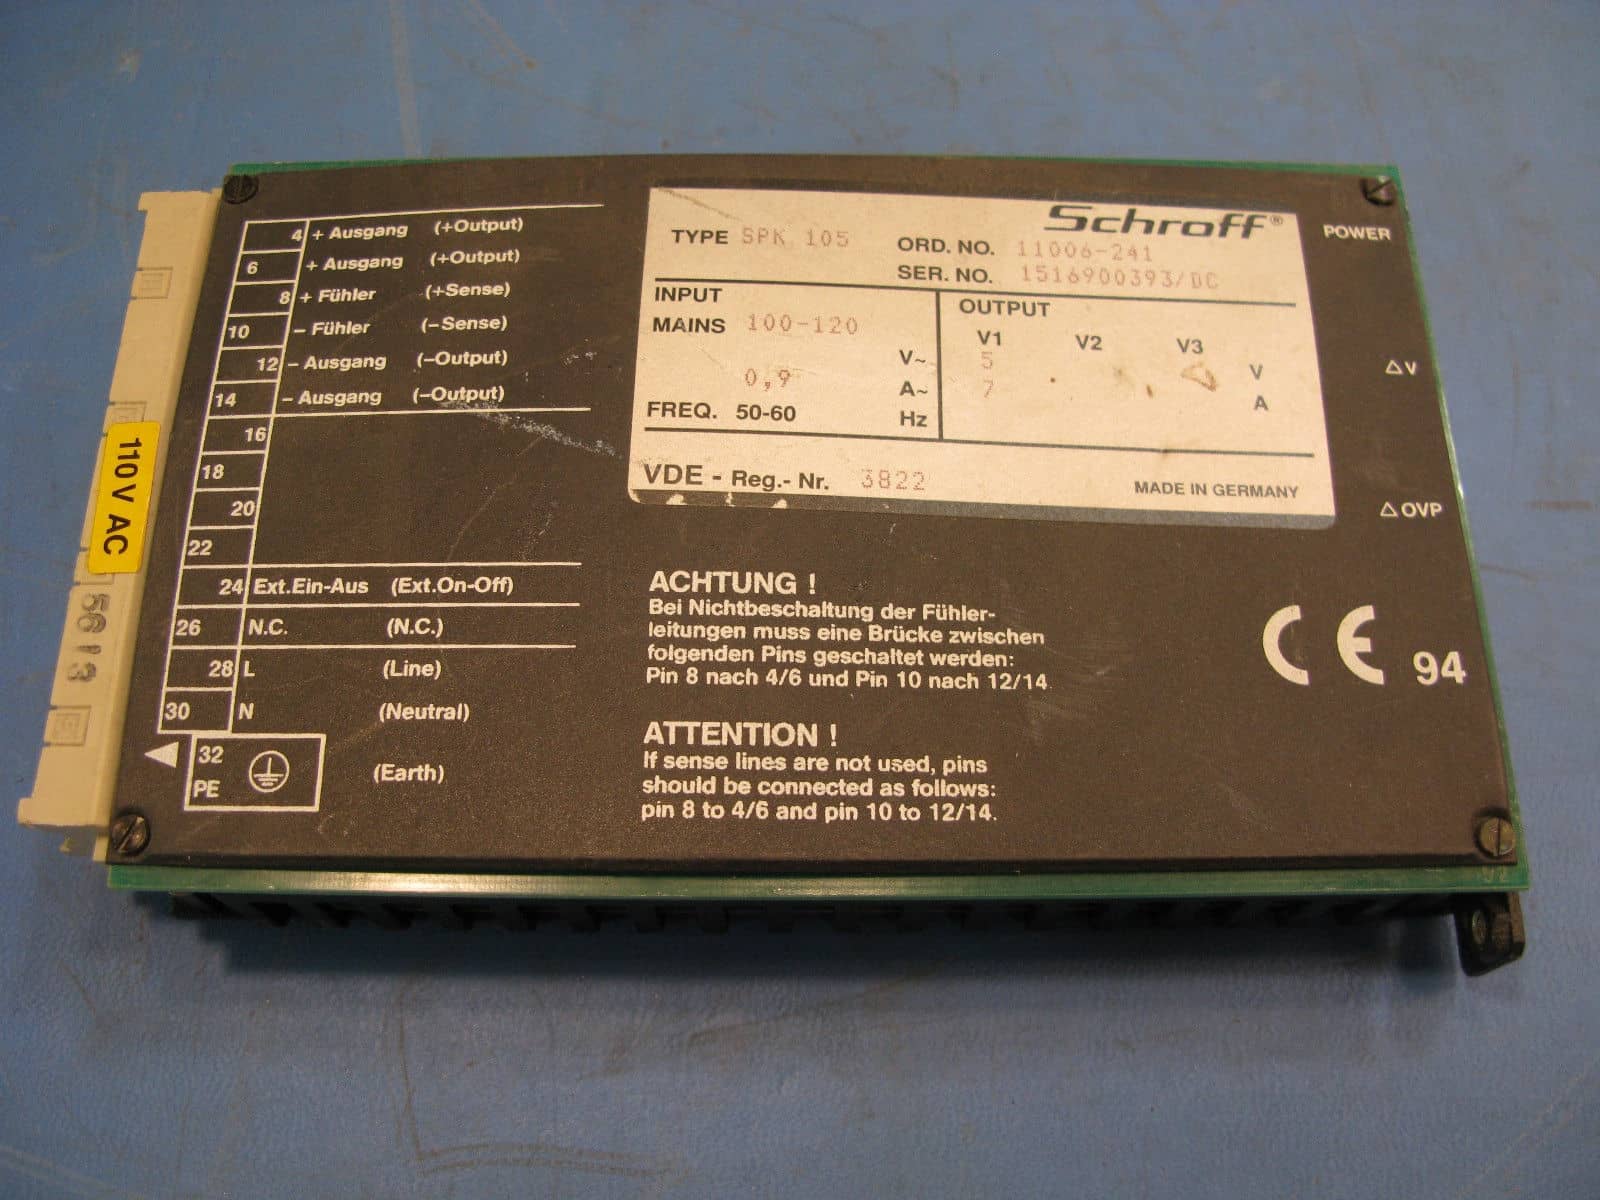 4 + Ausgang (+Output)
6 + Ausgang (+Output)
8 + Fühler (+Sense)
10 – Fühler (–Sense)
12 – Ausgang (–Output)
14 – Ausgang (–Output)
16
18
20
22
24 Ext.Ein-Aus (Ext.On-Off)
26 N.C. (N.C.)
28 L (Line)
30 N (Neutral)
32
PE (Earth)
110V AC
5613
Schroff®
TYPE SPK 105 ORD. NO. 11006-241
SER. NO. 1516900393/DC
INPUT
MAINS 100-120 V~
0,9 A~
FREQ. 50-60 Hz
OUTPUT
V1 V2 V3
5 V
7 A
VDE - Reg.- Nr. 3822
MADE IN GERMANY
POWER
△V
△OVP
ACHTUNG !
Bei Nichtbeschaltung der Fühler-
leitungen muss eine Brücke zwischen
folgenden Pins geschaltet werden:
Pin 8 nach 4/6 und Pin 10 nach 12/14.
ATTENTION !
If sense lines are not used, pins
should be connected as follows:
pin 8 to 4/6 and pin 10 to 12/14.
CE 94